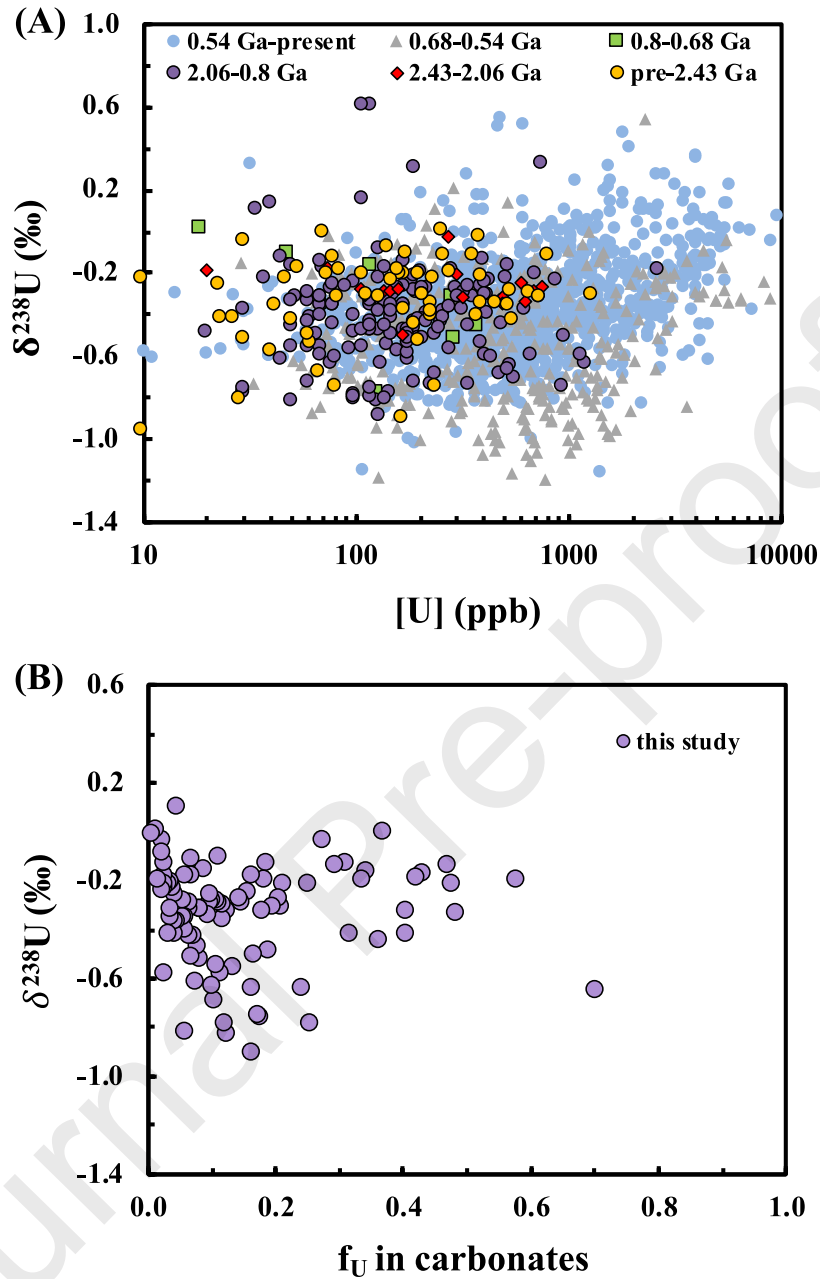 (A)
1.0
0.6
0.2
-0.2
-0.6
-1.0
-1.4
δ²³⁸U (‰)
0.54 Ga-present 0.68-0.54 Ga 0.8-0.68 Ga
2.06-0.8 Ga 2.43-2.06 Ga pre-2.43 Ga
10 100 1000 10000
[U] (ppb)
(B)
0.6
0.2
-0.2
-0.6
-1.0
-1.4
δ²³⁸U (‰)
this study
0.0 0.2 0.4 0.6 0.8 1.0
f_U in carbonates
urnal Pre-proof